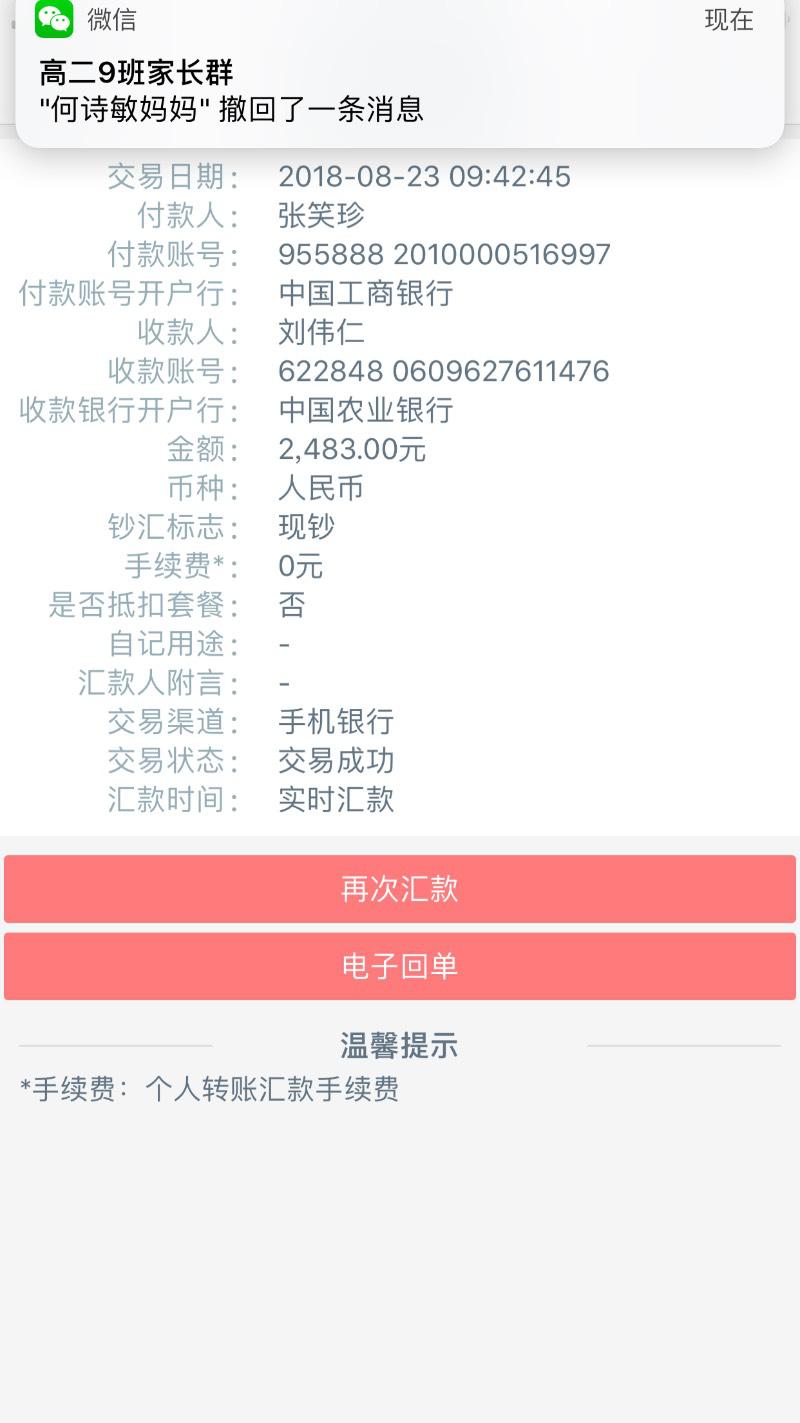 微信 现在
高二9班家长群
"何诗敏妈妈" 撤回了一条消息
交易日期： 2018-08-23 09:42:45
付款人： 张笑珍
付款账号： 955888 2010000516997
付款账号开户行： 中国工商银行
收款人： 刘伟仁
收款账号： 622848 0609627611476
收款银行开户行： 中国农业银行
金额： 2,483.00元
币种： 人民币
钞汇标志： 现钞
手续费*： 0元
是否抵扣套餐： 否
自记用途： -
汇款人附言： -
交易渠道： 手机银行
交易状态： 交易成功
汇款时间： 实时汇款
再次汇款
电子回单
温馨提示
*手续费：个人转账汇款手续费